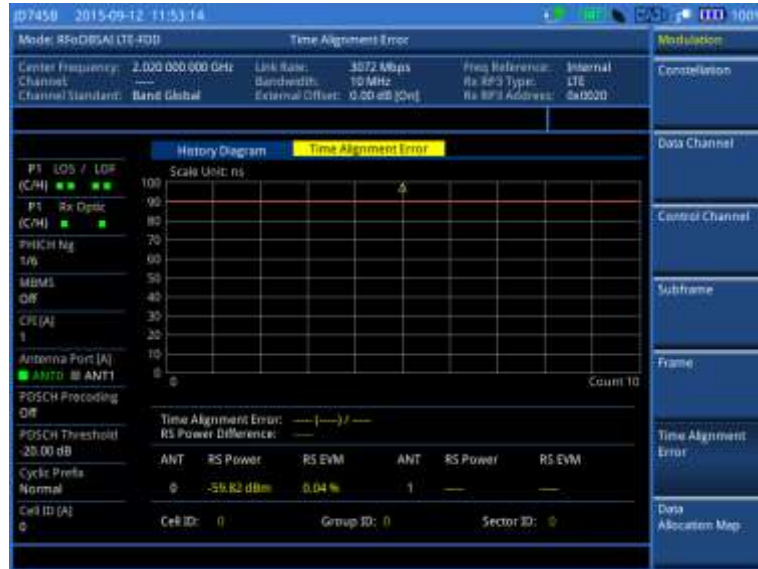 JD745B 2015-09-12 11:53:14
100%
Mode: RFoOBSAI LTE-FDD Time Alignment Error
Center Frequency: 2.020 000 000 GHz Link Rate: 3072 Mbps Freq Reference: Internal
Channel: ---- Bandwidth: 10 MHz Rx RP3 Type: LTE
Channel Standard: Band Global External Offset: 0.00 dB [On] Rx RP3 Address: 0x0020
History Diagram Time Alignment Error
Scale Unit: ns
100
90
80
70
60
50
40
30
20
10
0
0 Count 10
P1 LOS / LOF
(C/H)
P1 Rx Optic
(C/H)
PHICH Ng
1/6
MBMS
Off
CFI [A]
1
Antenna Port [A]
ANT0 ANT1
PDSCH Precoding
Off
PDSCH Threshold
-20.00 dB
Cyclic Prefix
Normal
Cell ID [A]
0
Time Alignment Error: ---- (----) / ----
RS Power Difference: ----
ANT RS Power RS EVM ANT RS Power RS EVM
0 -59.82 dBm 0.04 % 1 ---- ----
Cell ID: 0 Group ID: 0 Sector ID: 0
Modulation
Constellation
Data Channel
Control Channel
Subframe
Frame
Time Alignment
Error
Data
Allocation Map